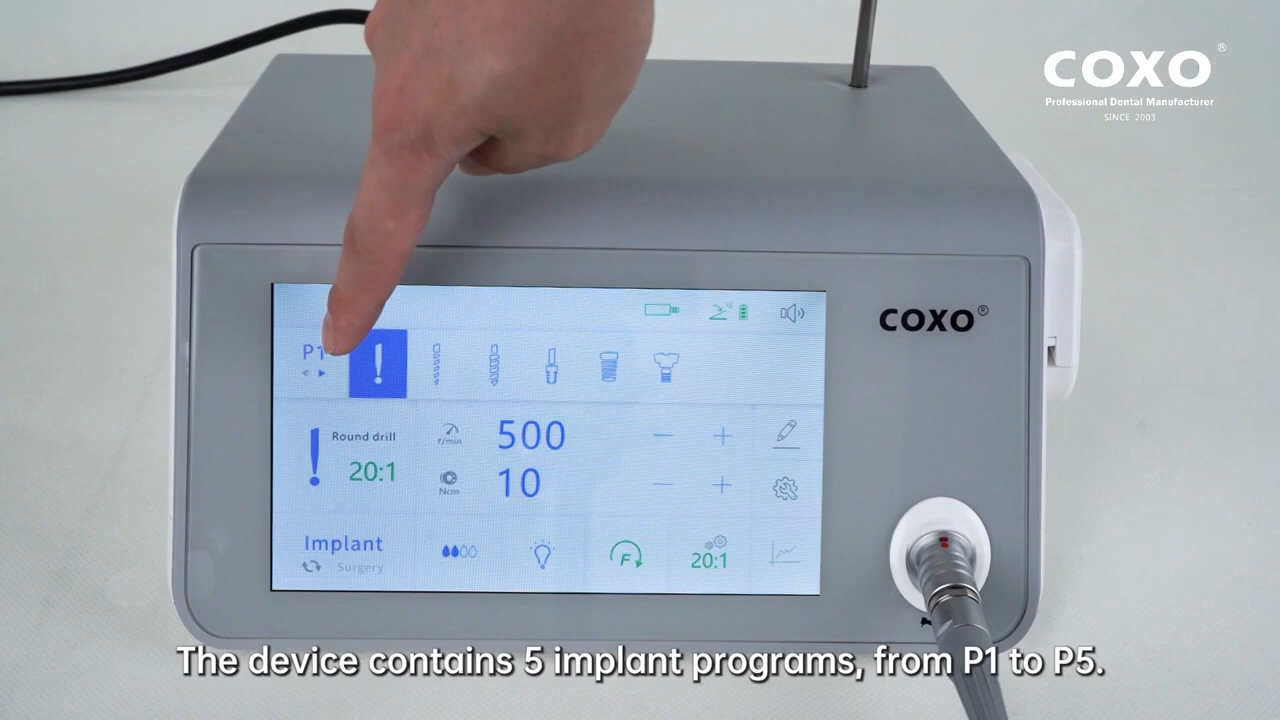 COXO®
Professional Dental Manufacturer
SINCE 2003
COXO®
P1
Round drill
20:1
r/min
500
Ncm
10
Implant
Surgery
F
20:1
The device contains 5 implant programs, from P1 to P5.